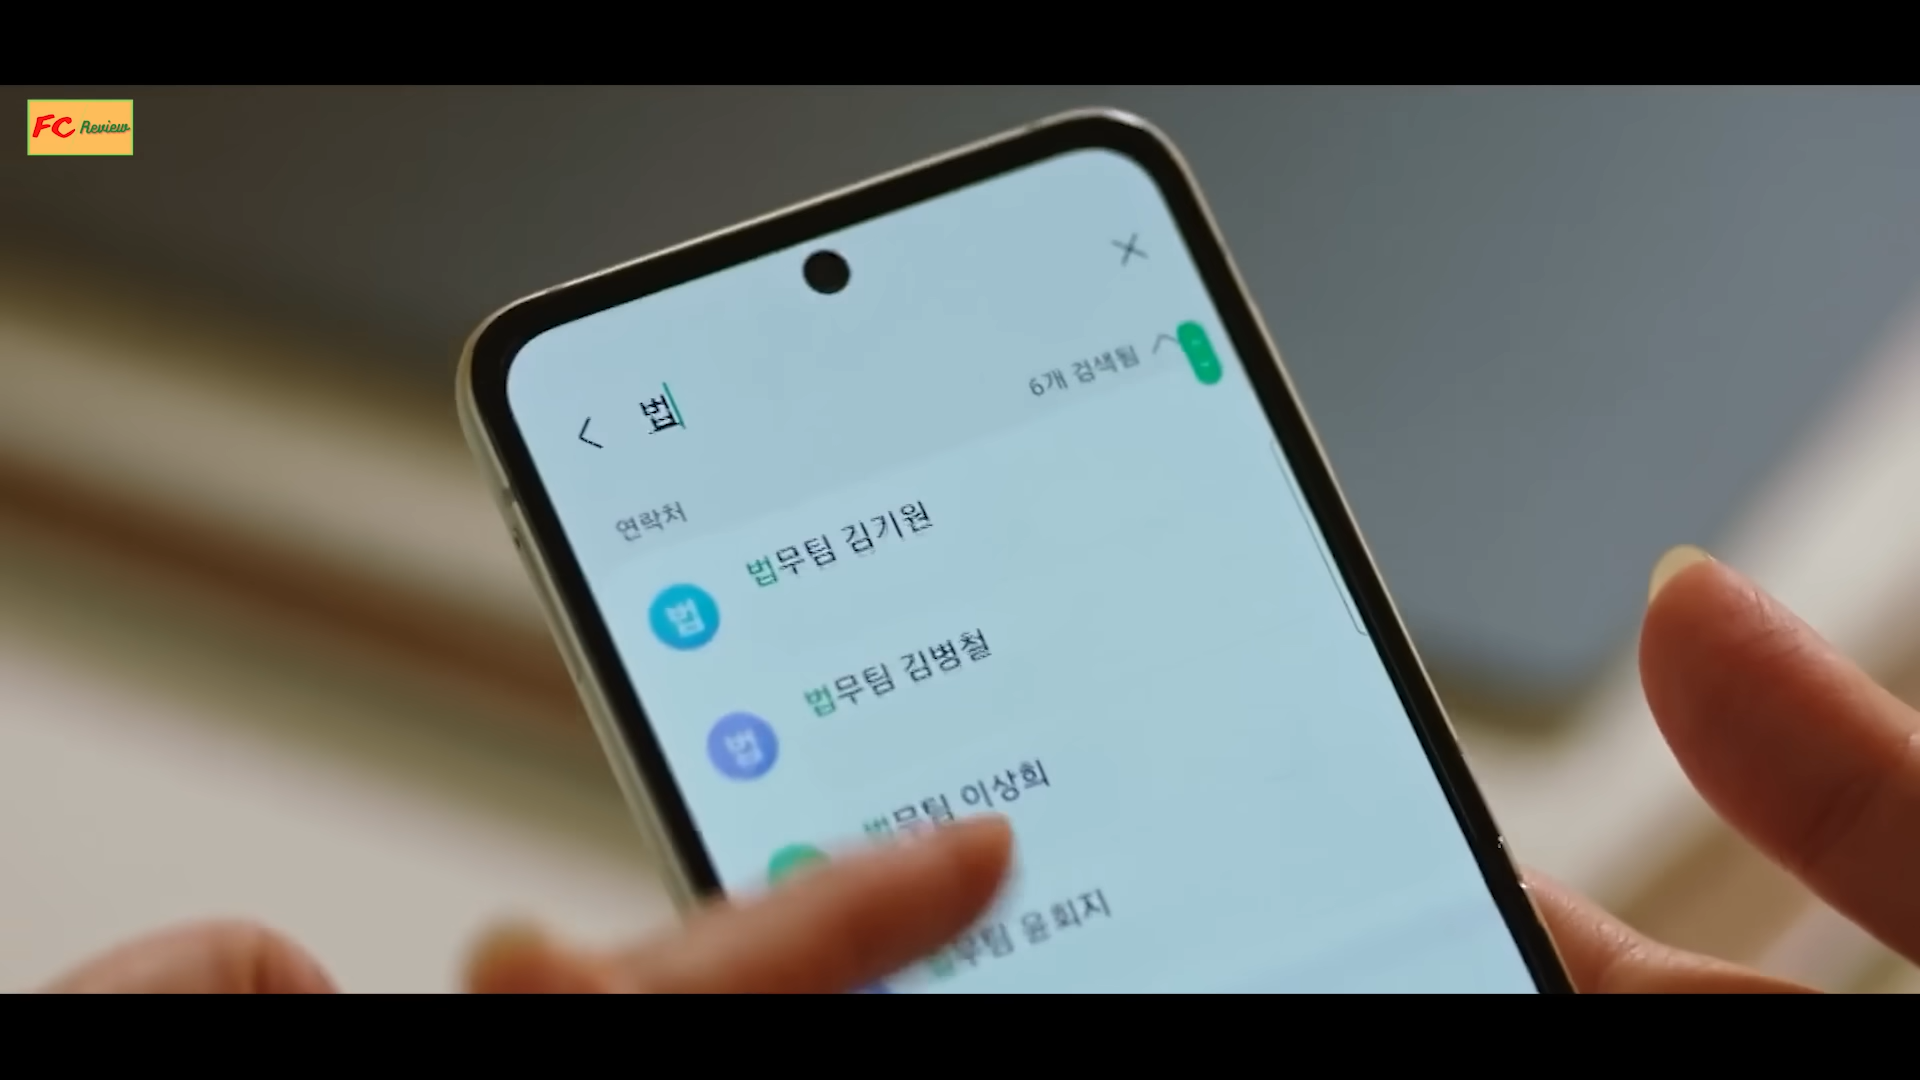 FC Review
법
6개 검색됨
연락처
법 법무팀 김기원
법 법무팀 김병철
법무팀 이상희
법무팀 윤희지